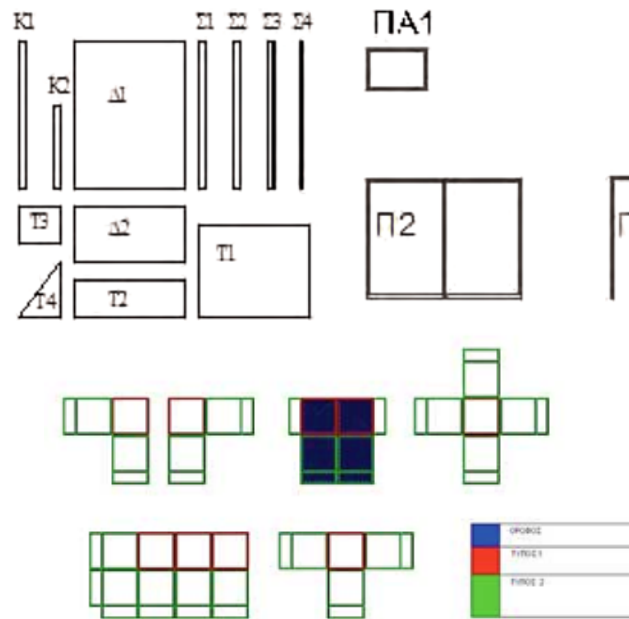 Κ1
Σ1 Σ2 Σ3 Σ4
ΠΑ1
Κ2
Δ1
Τ3
Δ2
Τ1
Π2
Τ4
Τ2
ΟΡΟΦΟΣ
ΤΥΠΟΣ 1
ΤΥΠΟΣ 2